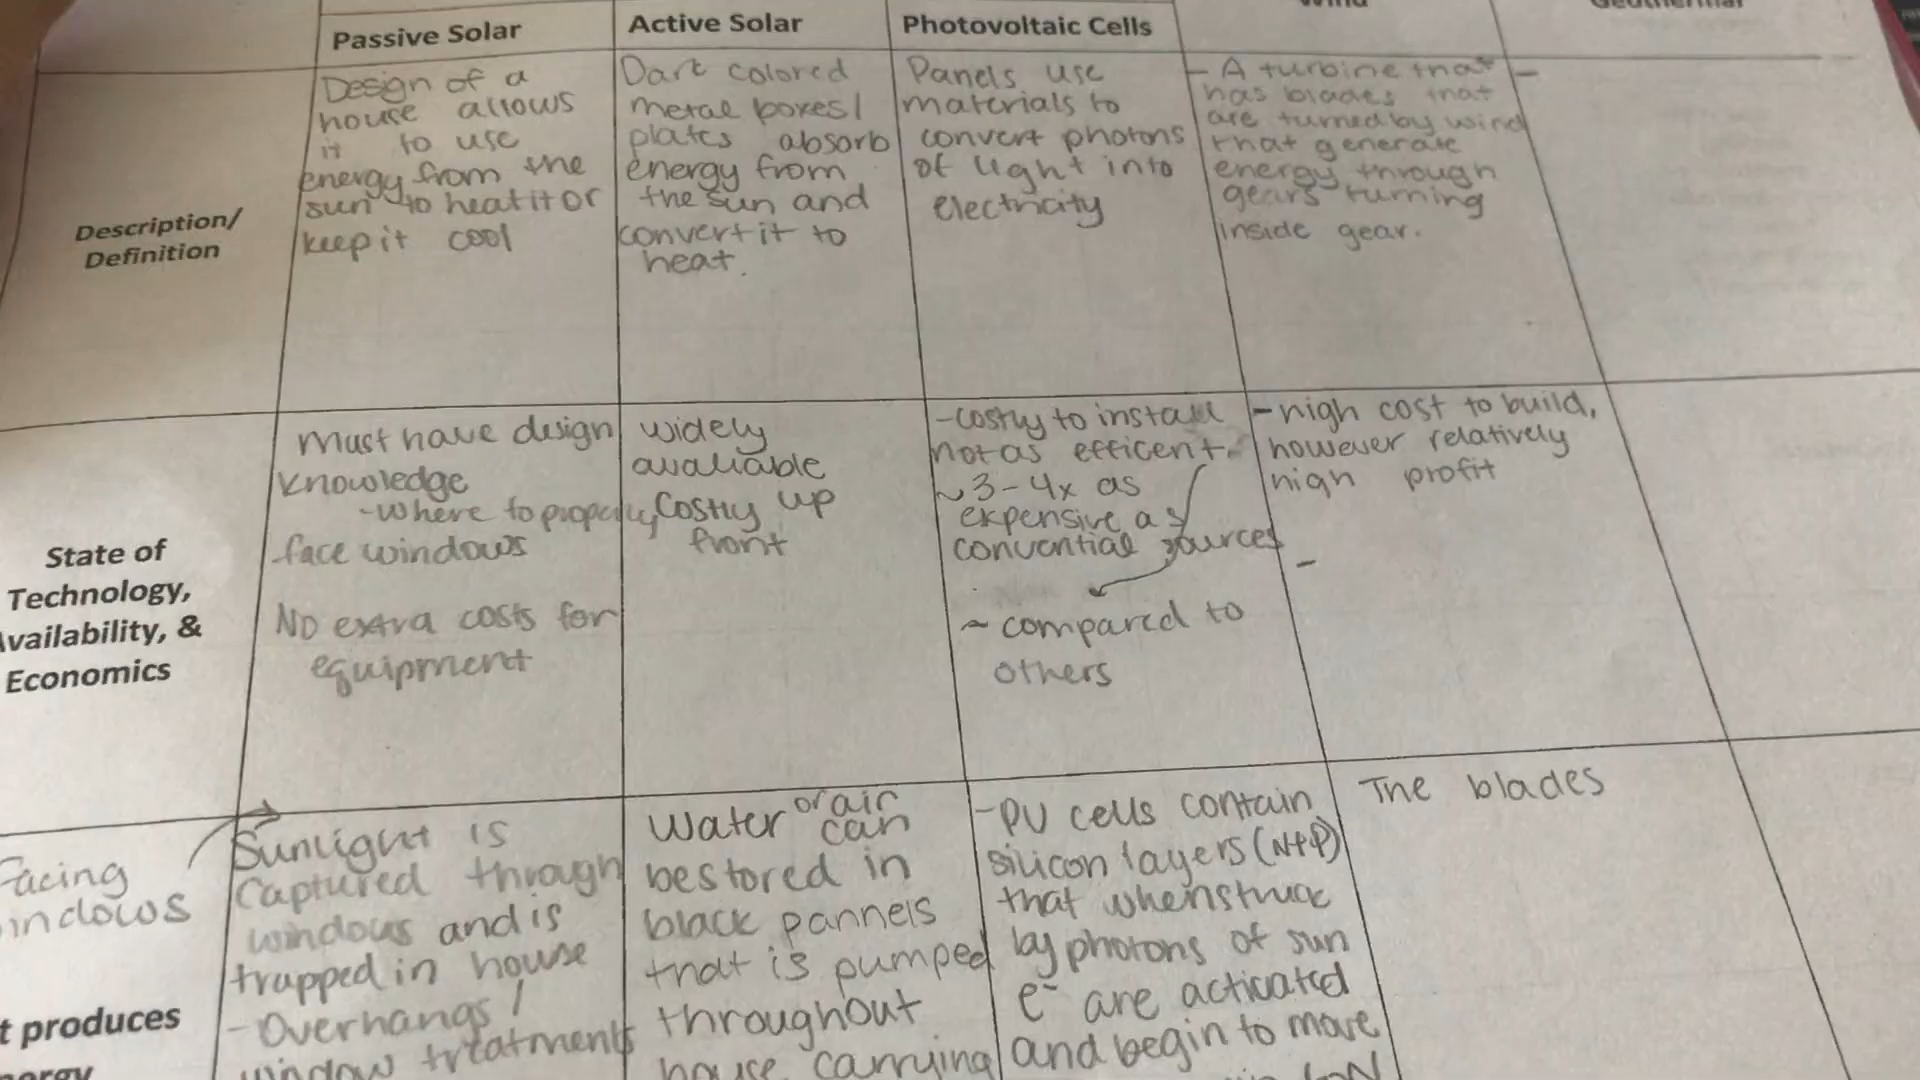 Passive Solar
Active Solar
Photovoltaic Cells
Wind
Geothermal
Description/
Definition
Design of a
house allows
it to use
energy from the
sun to heat it or
keep it cool
Dark colored
metal boxes/
plates absorb
energy from
the sun and
convert it to
heat.
Panels use
materials to
convert photons
of light into
electricity
- A turbine that
has blades that
are turned by wind
that generate
energy through
gears turning
inside gear.
-
State of
Technology,
Availability, &
Economics
Must have design
knowledge
- where to properly
face windows
No extra costs for
equipment
widely
avaliable
Costly up
front
- costly to install
not as efficent.
~ 3-4x as
expensive as
convential sources
~ compared to
others
- high cost to build,
however relatively
high profit
-
Facing
windows
t produces
Sunlight is
captured through
windows and is
trapped in house
- Overhangs /
window treatments
Water or air
can
be stored in
black pannels
that is pumped
throughout
house carrying
- PV cells contain
silicon layers (N+P)
that when struck
by photons of sun
e- are activated
and begin to move
The blades